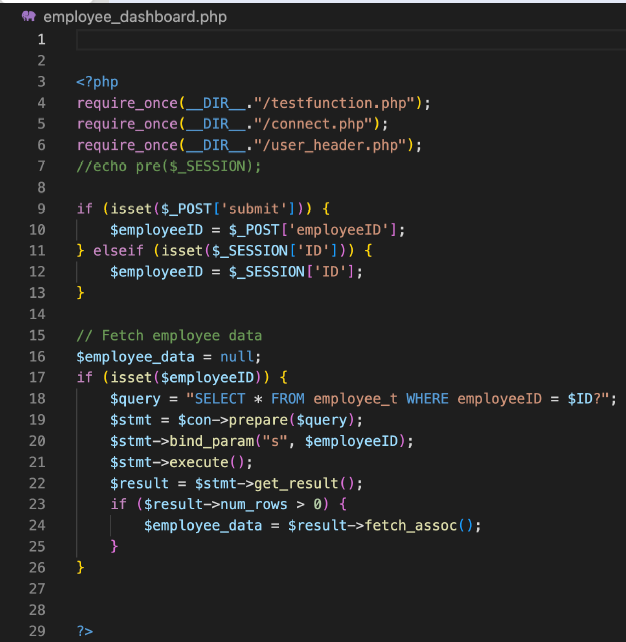 employee_dashboard.php
1
2
3 <?php
4 require_once(__DIR__."/testfunction.php");
5 require_once(__DIR__."/connect.php");
6 require_once(__DIR__."/user_header.php");
7 //echo pre($_SESSION);
8
9 if (isset($_POST['submit'])) {
10     $employeeID = $_POST['employeeID'];
11 } elseif (isset($_SESSION['ID'])) {
12     $employeeID = $_SESSION['ID'];
13 }
14
15 // Fetch employee data
16 $employee_data = null;
17 if (isset($employeeID)) {
18     $query = "SELECT * FROM employee_t WHERE employeeID = $ID?";
19     $stmt = $con->prepare($query);
20     $stmt->bind_param("s", $employeeID);
21     $stmt->execute();
22     $result = $stmt->get_result();
23     if ($result->num_rows > 0) {
24         $employee_data = $result->fetch_assoc();
25     }
26 }
27
28
29 ?>